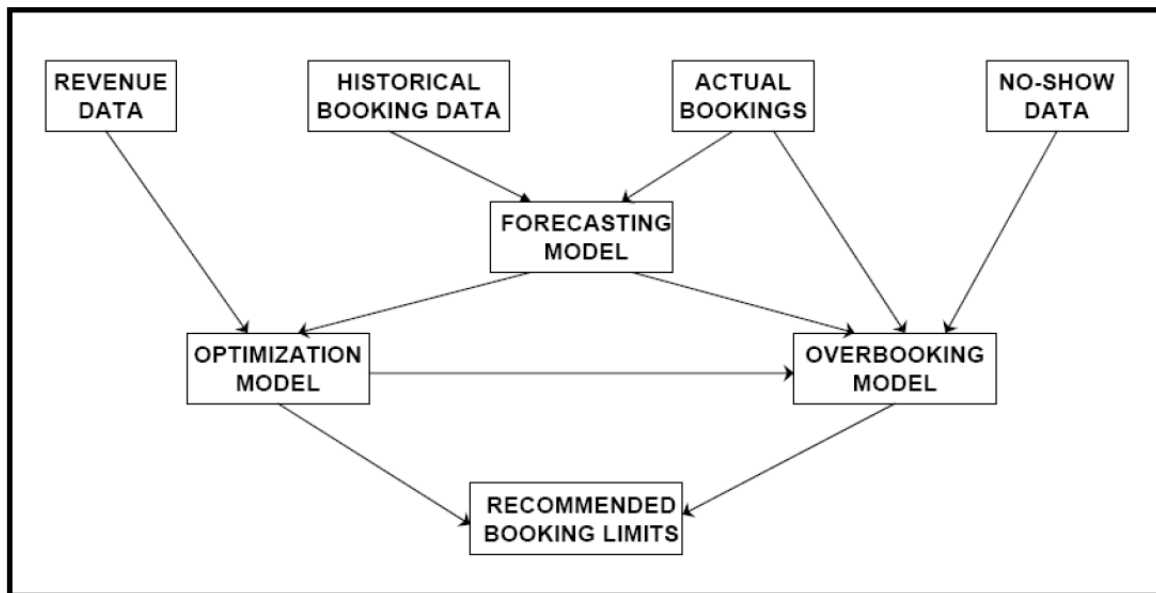 REVENUE
DATA
HISTORICAL
BOOKING DATA
ACTUAL
BOOKINGS
NO-SHOW
DATA
FORECASTING
MODEL
OPTIMIZATION
MODEL
OVERBOOKING
MODEL
RECOMMENDED
BOOKING LIMITS